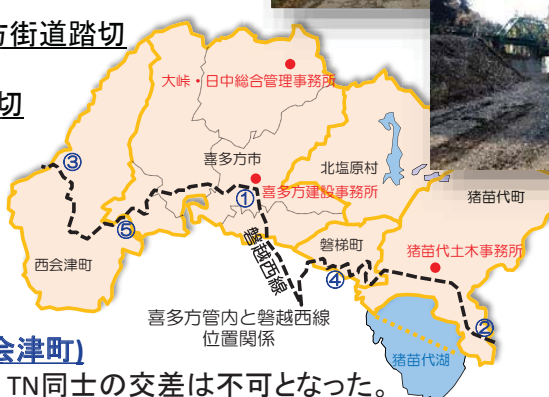 方街道踏切
切
大峠・日中総合管理事務所
③
喜多方市
北塩原村
①
喜多方建設事務所
猪苗代町
⑤
磐梯町
猪苗代土木事務所
西会津町
磐越西線
④
喜多方管内と磐越西線
位置関係
②
会津町)
猪苗代湖
TN同士の交差は不可となった。